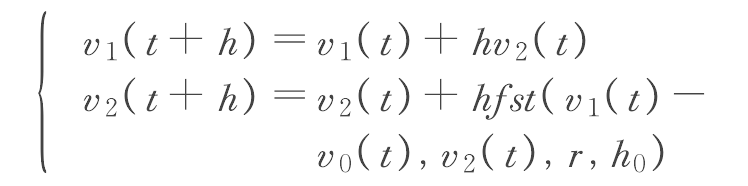 v₁(t + h) = v₁(t) + hv₂(t)
v₂(t + h) = v₂(t) + hfst(v₁(t) −
v₀(t), v₂(t), r, h₀)